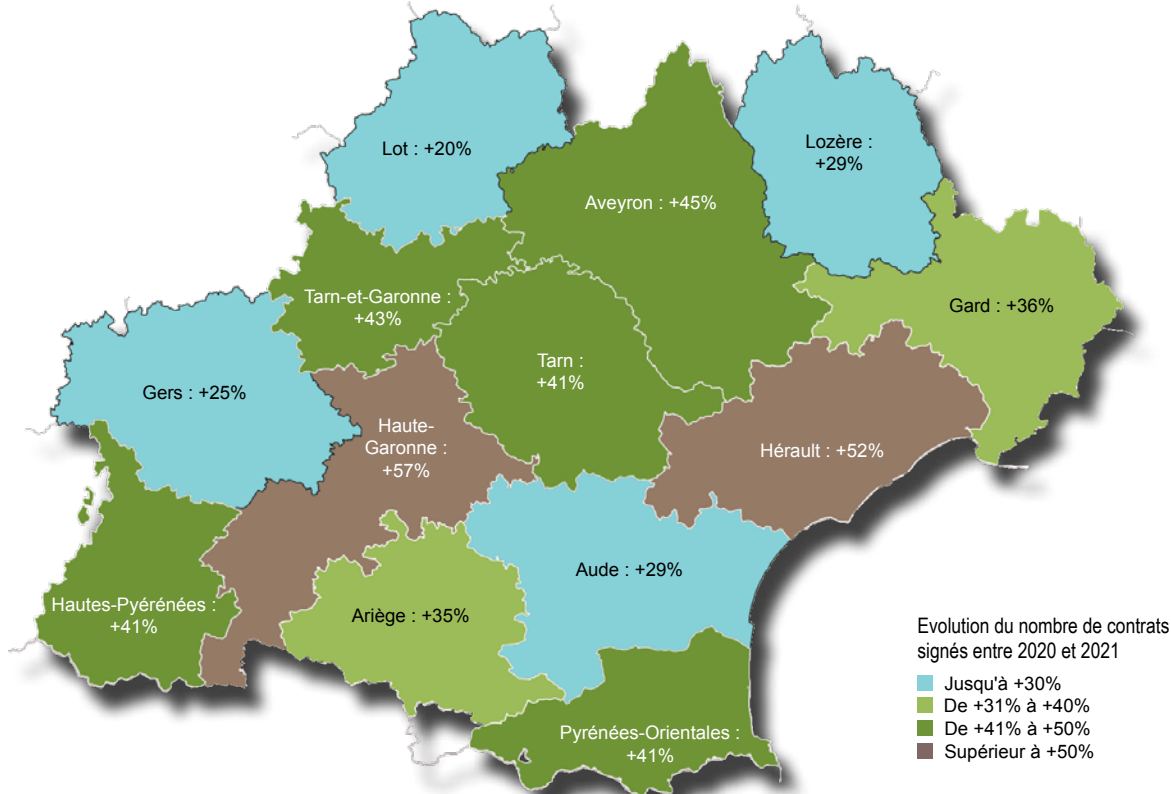 Lot : +20%
Lozère :
+29%
Aveyron : +45%
Tarn-et-Garonne :
+43%
Gard : +36%
Tarn :
+41%
Gers : +25%
Haute-
Garonne :
+57%
Hérault : +52%
Aude : +29%
Hautes-Pyérénées :
+41%
Ariège : +35%
Pyrénées-Orientales :
+41%
Evolution du nombre de contrats
signés entre 2020 et 2021
Jusqu'à +30%
De +31% à +40%
De +41% à +50%
Supérieur à +50%